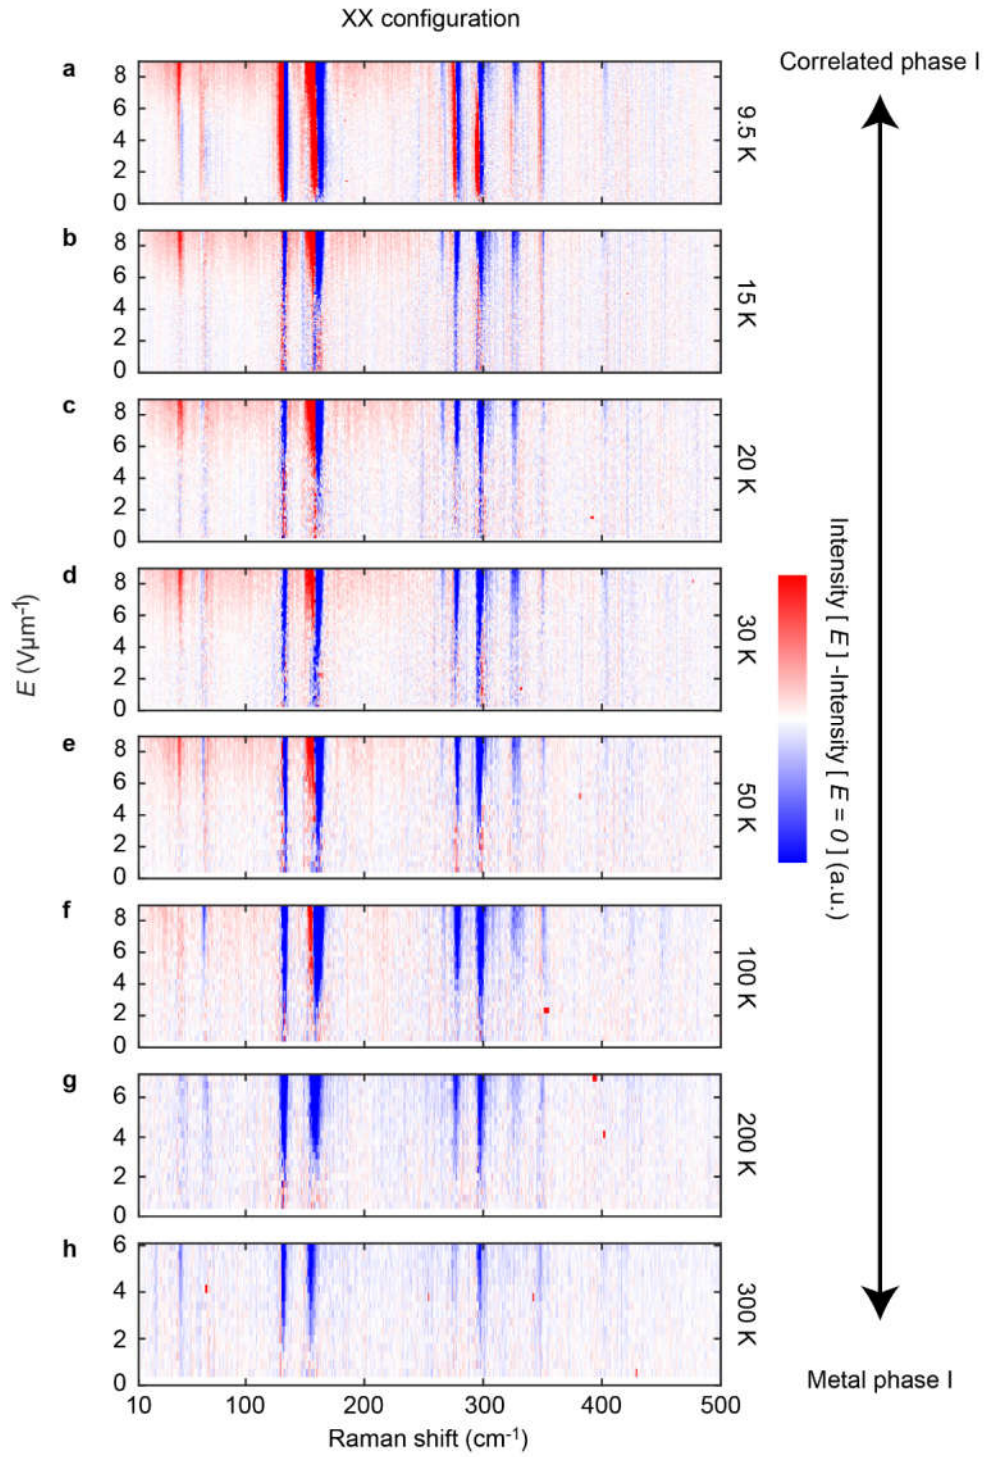 XX configuration
Correlated phase I
a
8
6
4
2
0
9.5 K
b
8
6
4
2
0
15 K
c
8
6
4
2
0
20 K
d
8
6
4
2
0
30 K
e
8
6
4
2
0
50 K
f
8
6
4
2
0
100 K
g
6
4
2
0
200 K
h
6
4
2
0
300 K
E (Vµm-1)
Intensity [ E ] -Intensity [ E = 0 ] (a.u.)
Metal phase I
10 100 200 300 400 500
Raman shift (cm-1)